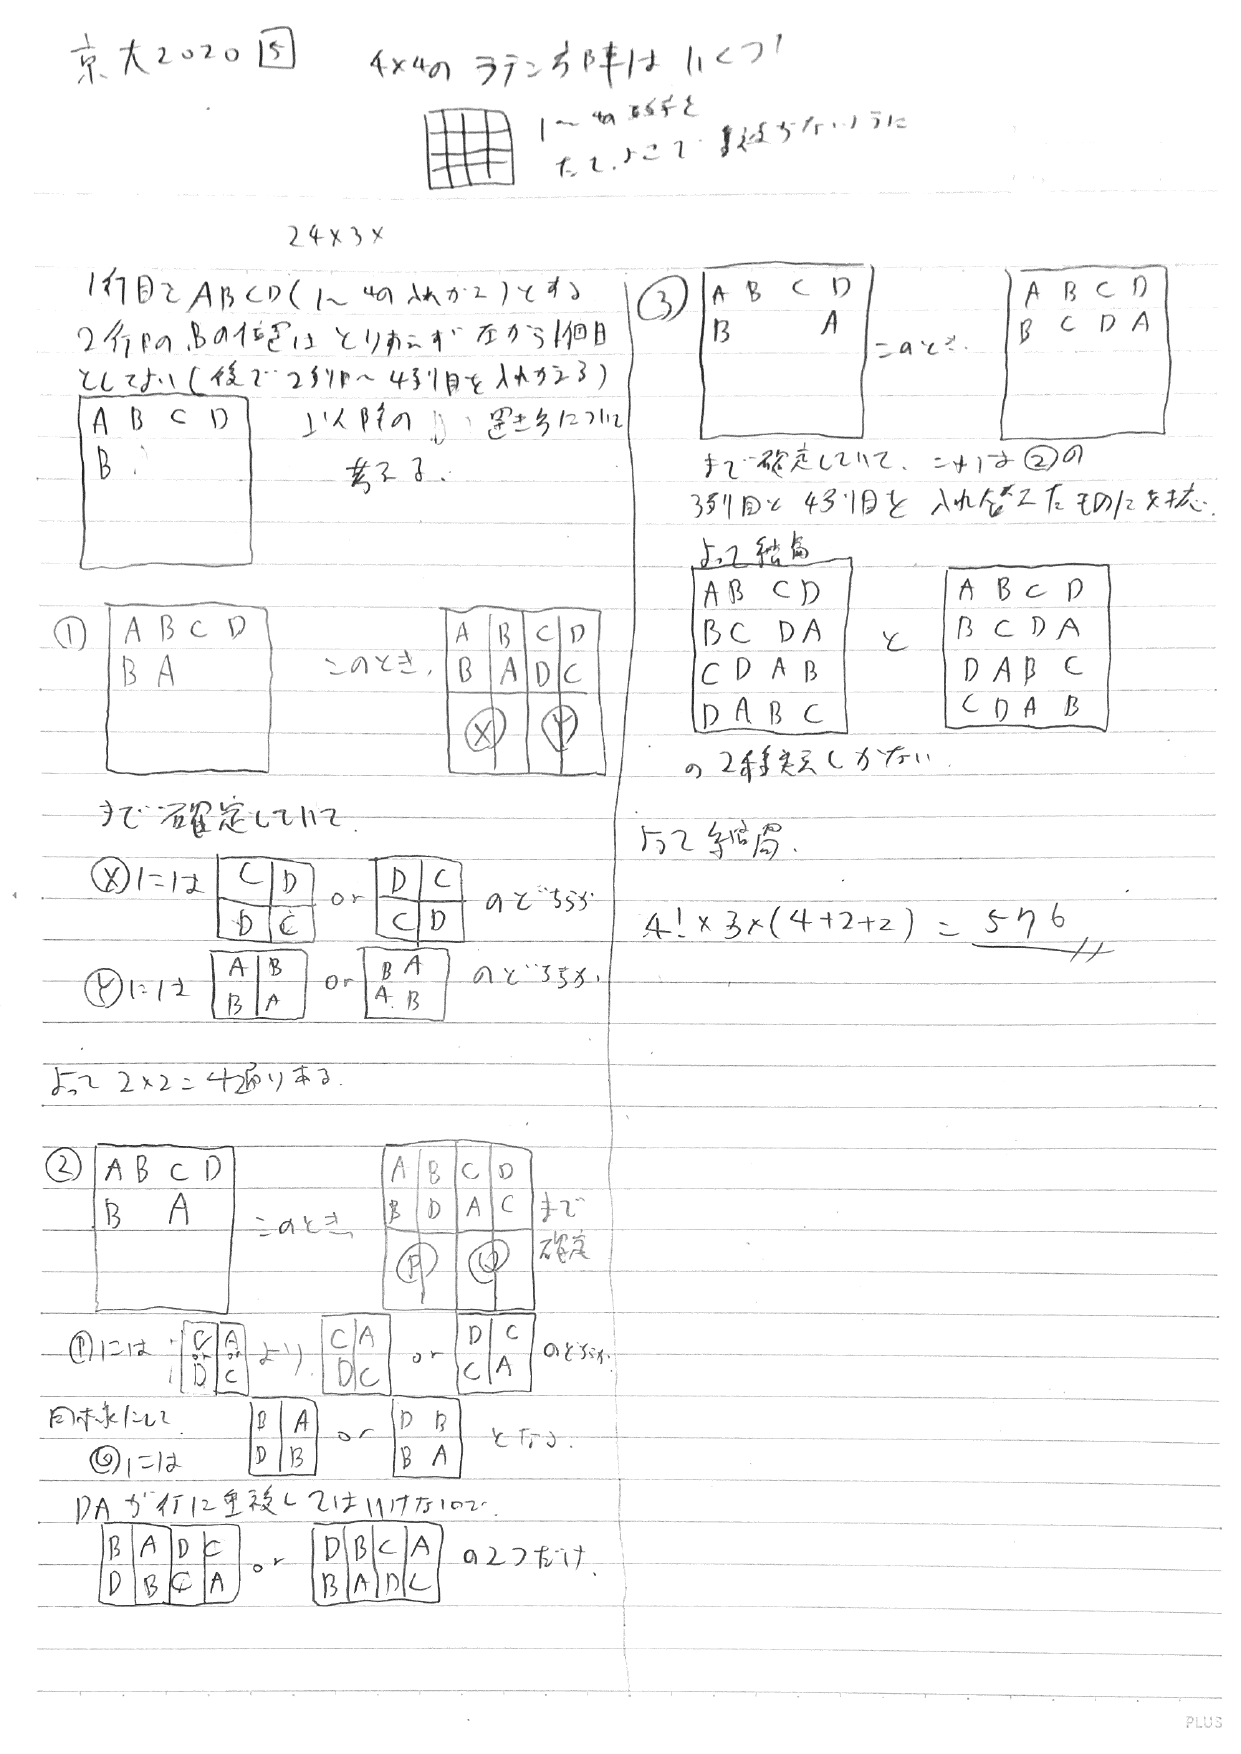 京大2020 5 4×4のラテン方陣はいくつ?
1〜4の数字を
たて、よこで重複がないように
24×3×
1行目をABCD(1〜4の入れかえ)とする
2行目のBの位置はとりあえず左から1個目
としてよい(後で2列目〜4列目を入れかえる)
A B C D
B
以降の 置き方について
考える.
①
A B C D
B A
このとき,
A B C D
B A D C
X Y
まで確定していて
Xには
C D
D C
or
D C
C D
のどちらか
Yには
A B
B A
or
B A
A B
のどちらか.
よって 2×2=4通りある.
②
A B C D
B A
このとき,
A B C D
B D A C
P Q
まで
確定
Pには
C A
or or
D C
より,
C A
D C
or
D C
C A
のどちらか.
同様にして
Qには
B A
D B
or
D B
B A
となる.
DAが行に重複してはいけないので.
B A D C
D B C A
or
D B C A
B A D C
の2つだけ.
③
A B C D
B A
このとき.
A B C D
B C D A
まで確定していて、これは②の
3列目と4列目を入れ替えたものに対応.
よって結局
A B C D
B C D A
C D A B
D A B C
と
A B C D
B C D A
D A B C
C D A B
の2種類しかない.
よって結局.
4!×3×(4+2+2)=576
PLUS